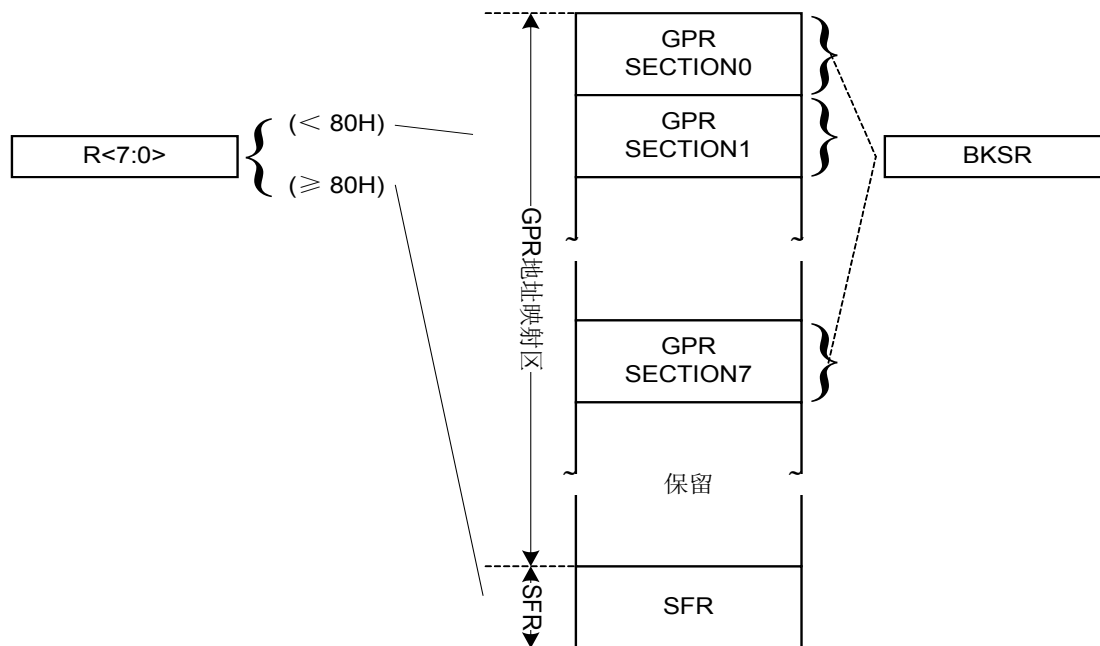 GPR
SECTION0
(< 80H)
R<7:0>
GPR
SECTION1
BKSR
(≥ 80H)
GPR地址映射区
GPR
SECTION7
保留
SFR
SFR